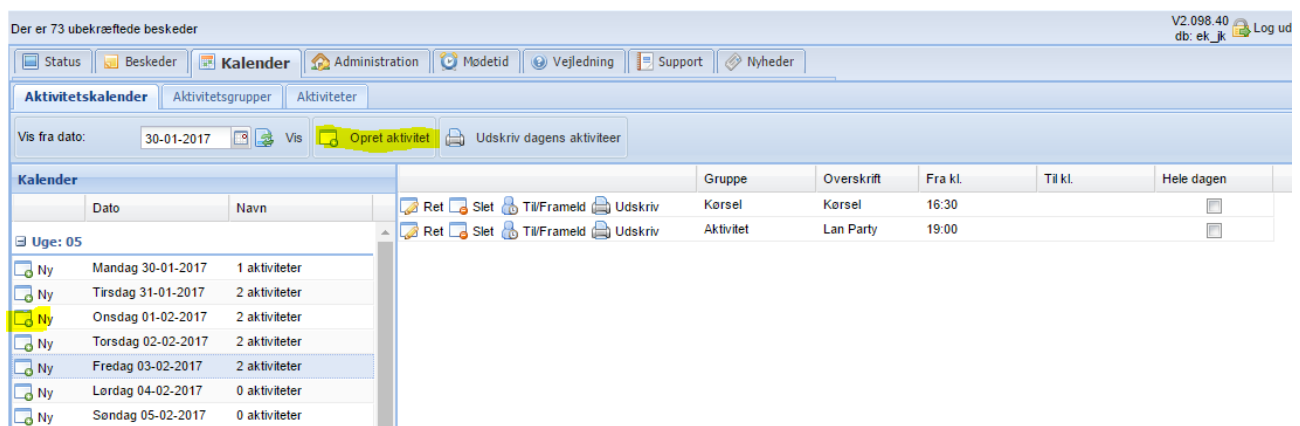 Der er 73 ubekræftede beskeder
V2.098.40
db: ek_jk
Log ud
Status Beskeder Kalender Administration Mødetid Vejledning Support Nyheder
Aktivitetskalender Aktivitetsgrupper Aktiviteter
Vis fra dato: 30-01-2017 Vis Opret aktivitet Udskriv dagens aktiviteer
Kalender
Dato Navn
Uge: 05
Ny Mandag 30-01-2017 1 aktiviteter
Ny Tirsdag 31-01-2017 2 aktiviteter
Ny Onsdag 01-02-2017 2 aktiviteter
Ny Torsdag 02-02-2017 2 aktiviteter
Ny Fredag 03-02-2017 2 aktiviteter
Ny Lørdag 04-02-2017 0 aktiviteter
Ny Søndag 05-02-2017 0 aktiviteter
Gruppe Overskrift Fra kl. Til kl. Hele dagen
Ret Slet Til/Frameld Udskriv Kørsel Kørsel 16:30
Ret Slet Til/Frameld Udskriv Aktivitet Lan Party 19:00